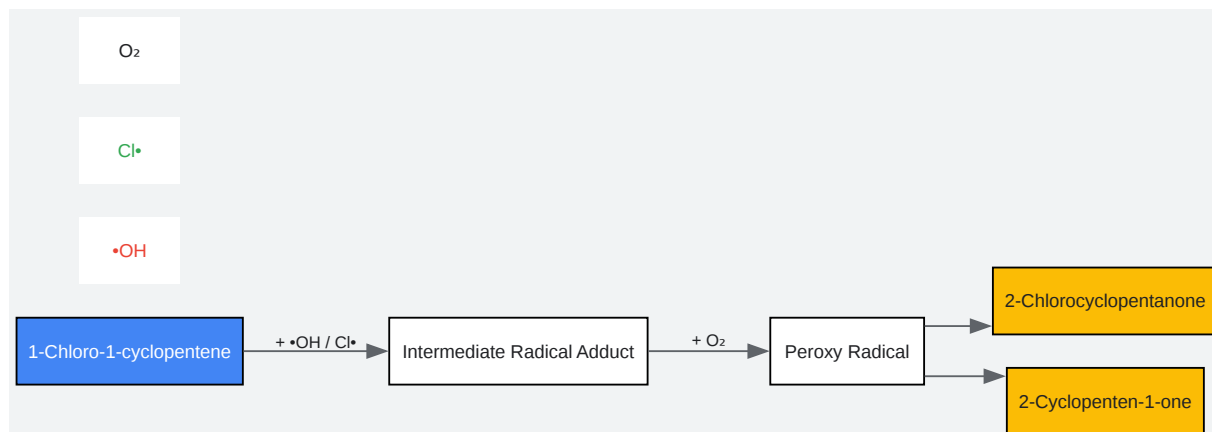 O₂
Cl•
•OH
1-Chloro-1-cyclopentene
+ •OH / Cl•
Intermediate Radical Adduct
+ O₂
Peroxy Radical
2-Chlorocyclopentanone
2-Cyclopenten-1-one